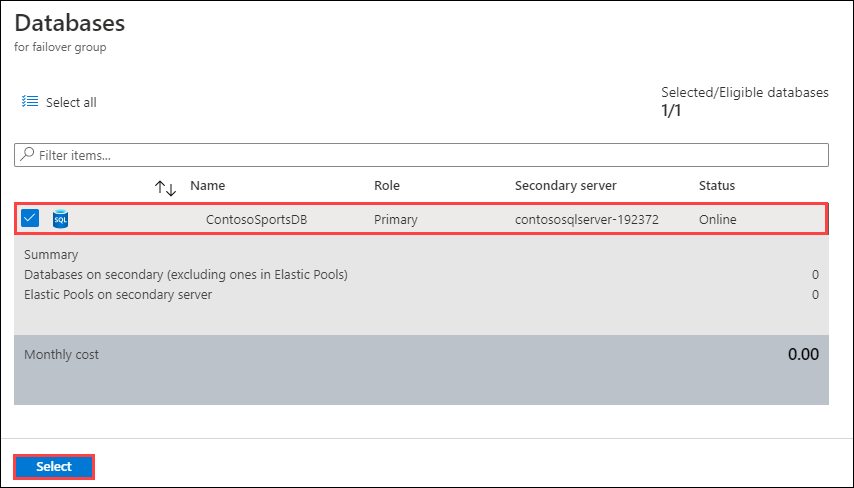 Databases
for failover group
Select all
Selected/Eligible databases
1/1
Filter items...
Name Role Secondary server Status
SQL ContosoSportsDB Primary contososqlserver-192372 Online
Summary
Databases on secondary (excluding ones in Elastic Pools) 0
Elastic Pools on secondary server 0
Monthly cost 0.00
Select